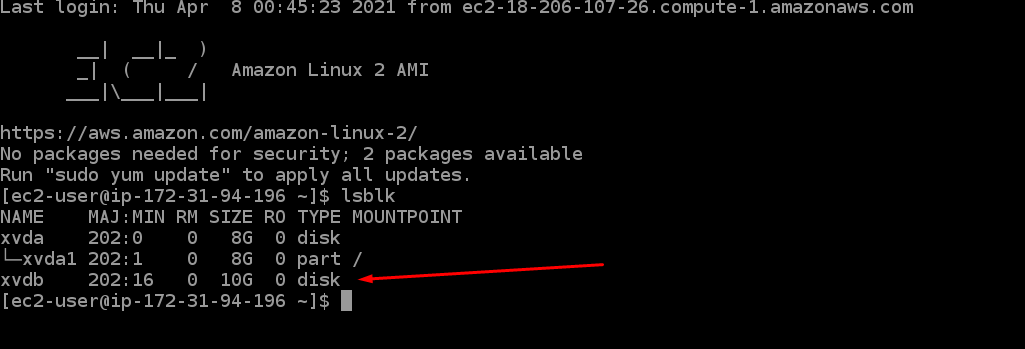 Last login: Thu Apr  8 00:45:23 2021 from ec2-18-206-107-26.compute-1.amazonaws.com
       __|  __|_  )
       _|  (     /   Amazon Linux 2 AMI
      ___|\___|___|
https://aws.amazon.com/amazon-linux-2/
No packages needed for security; 2 packages available
Run "sudo yum update" to apply all updates.
[ec2-user@ip-172-31-94-196 ~]$ lsblk
NAME    MAJ:MIN RM SIZE RO TYPE MOUNTPOINT
xvda    202:0    0   8G  0 disk
└─xvda1 202:1    0   8G  0 part /
xvdb    202:16   0  10G  0 disk
[ec2-user@ip-172-31-94-196 ~]$